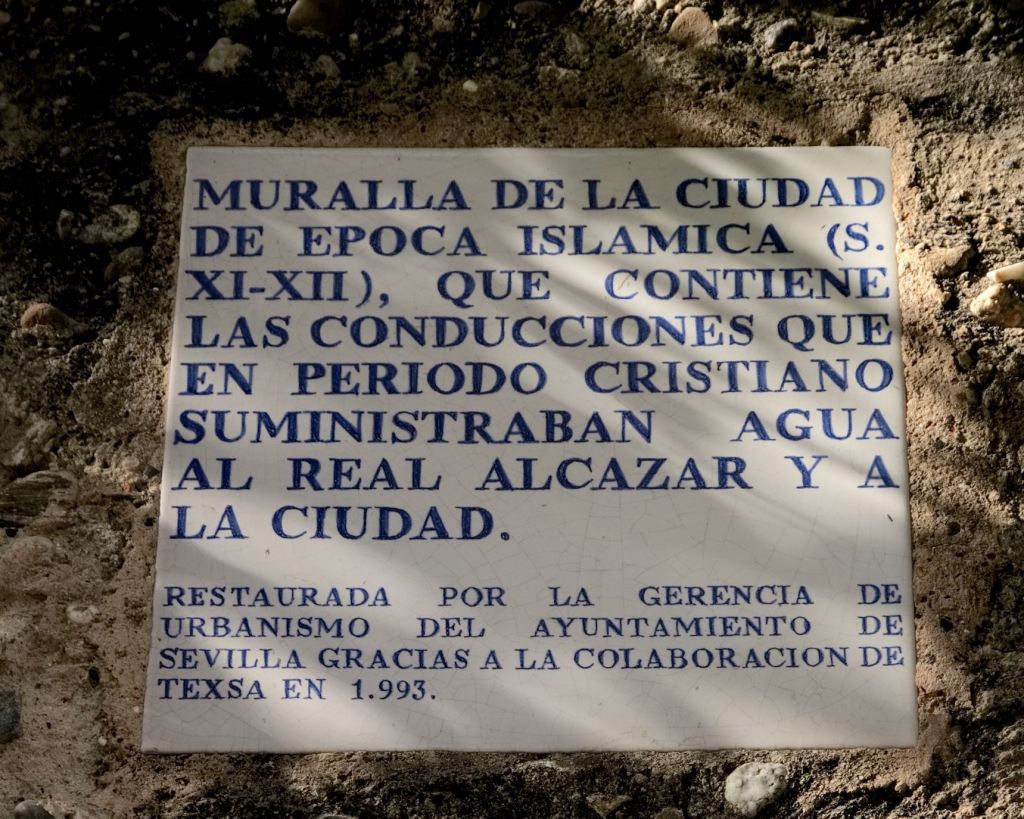 MURALLA DE LA CIUDAD
DE EPOCA ISLAMICA (S.
XI-XII), QUE CONTIENE
LAS CONDUCCIONES QUE
EN PERIODO CRISTIANO
SUMINISTRABAN AGUA
AL REAL ALCAZAR Y A
LA CIUDAD.
RESTAURADA POR LA GERENCIA DE
URBANISMO DEL AYUNTAMIENTO DE
SEVILLA GRACIAS A LA COLABORACION DE
TEXSA EN 1.993.